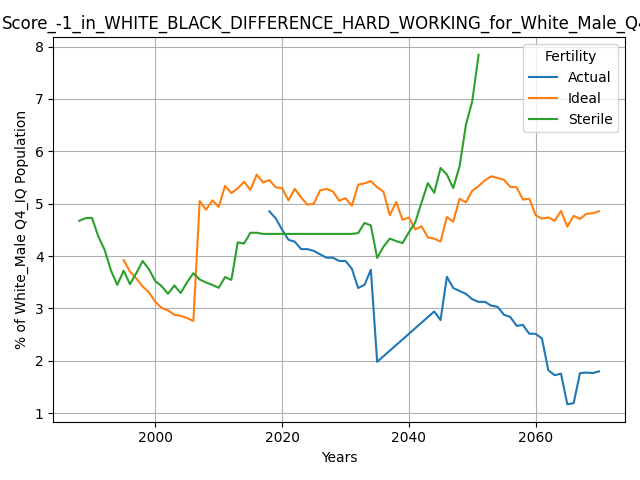 Score_-1_in_WHITE_BLACK_DIFFERENCE_HARD_WORKING_for_White_Male_Q4
Fertility
Actual
Ideal
Sterile
% of White_Male Q4_IQ Population
8
7
6
5
4
3
2
1
2000
2020
2040
2060
Years